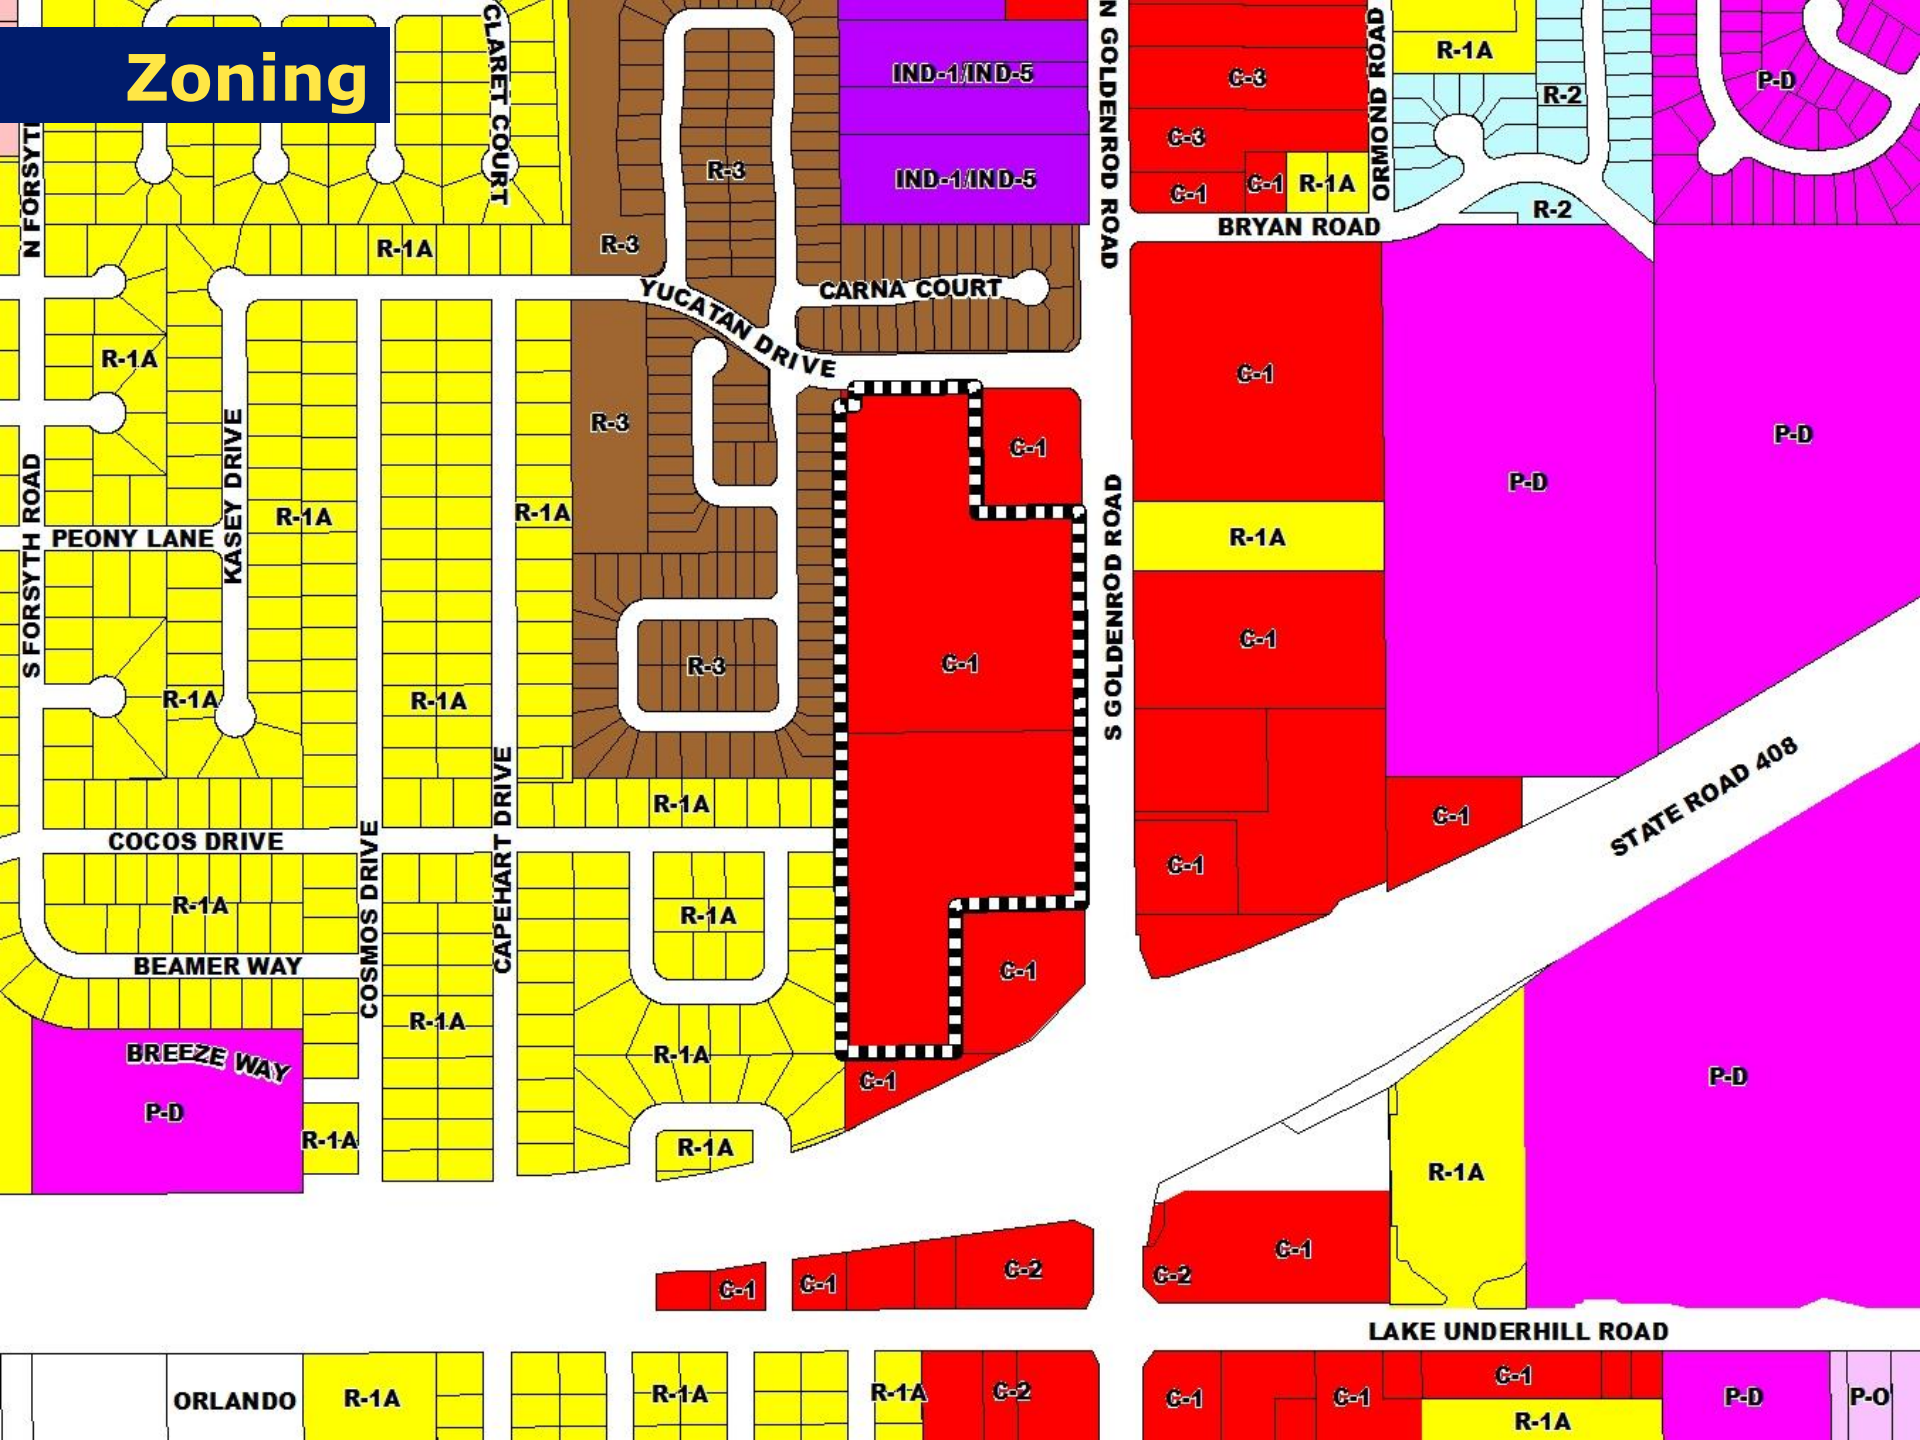 Zoning
CLARET COURT
N FORSYTH
N GOLDENROD ROAD
ORMOND ROAD
R-1A
IND-1/IND-5
C-3
P-D
R-2
C-3
R-3
IND-1/IND-5
C-1
C-1
R-1A
R-2
BRYAN ROAD
R-1A
R-3
YUCATAN DRIVE
CARNA COURT
R-1A
C-1
KASEY DRIVE
R-3
C-1
P-D
P-D
S FORSYTH ROAD
R-1A
R-1A
PEONY LANE
S GOLDENROD ROAD
R-1A
R-1A
R-1A
R-3
C-1
C-1
STATE ROAD 408
R-1A
C-1
COCOS DRIVE
COSMOS DRIVE
CAPEHART DRIVE
C-1
R-1A
R-1A
BEAMER WAY
C-1
R-1A
BREEZE WAY
R-1A
C-1
P-D
P-D
R-1A
R-1A
R-1A
C-1
C-1
C-2
C-2
C-1
LAKE UNDERHILL ROAD
ORLANDO
R-1A
R-1A
R-1A
C-2
C-1
C-1
C-1
R-1A
P-D
P-O